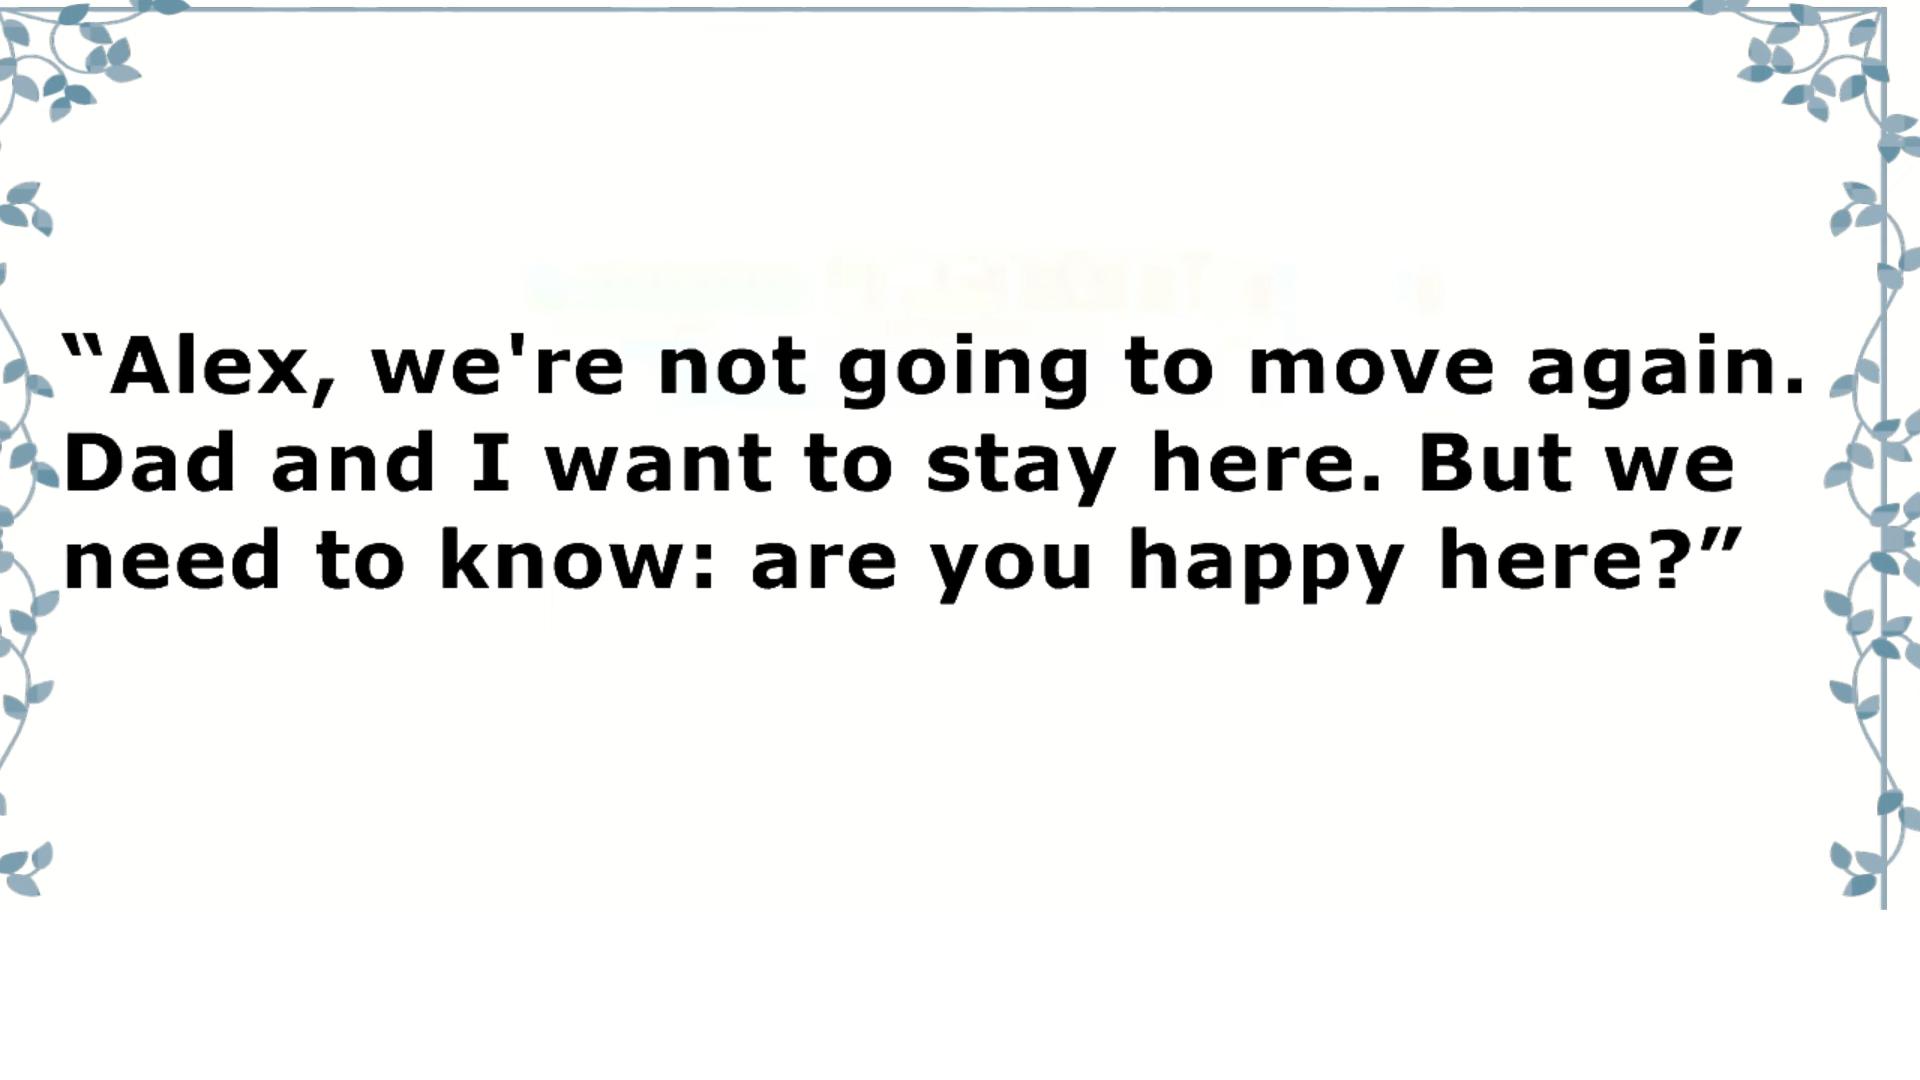 “Alex, we're not going to move again.
Dad and I want to stay here. But we
need to know: are you happy here?”